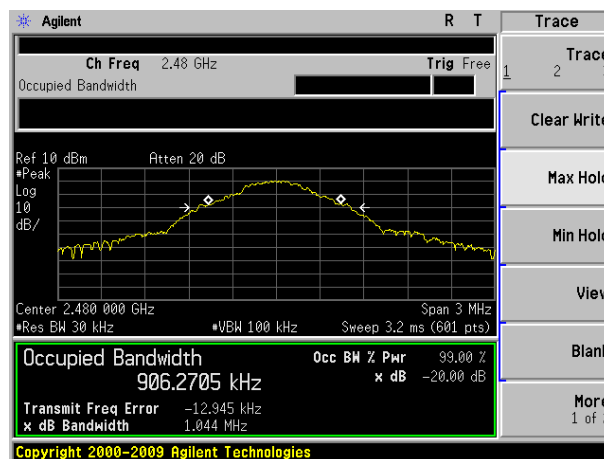 Agilent R T Trace
Ch Freq 2.48 GHz Trig Free
Occupied Bandwidth
Trace
1 2
Clear Write
Max Hold
Min Hold
View
Blank
More
1 of
Ref 10 dBm Atten 20 dB
#Peak
Log
10
dB/
Center 2.480 000 GHz Span 3 MHz
#Res BW 30 kHz #VBW 100 kHz Sweep 3.2 ms (601 pts)
Occupied Bandwidth Occ BW % Pwr 99.00 %
906.2705 kHz x dB -20.00 dB
Transmit Freq Error -12.945 kHz
x dB Bandwidth 1.044 MHz
Copyright 2000-2009 Agilent Technologies